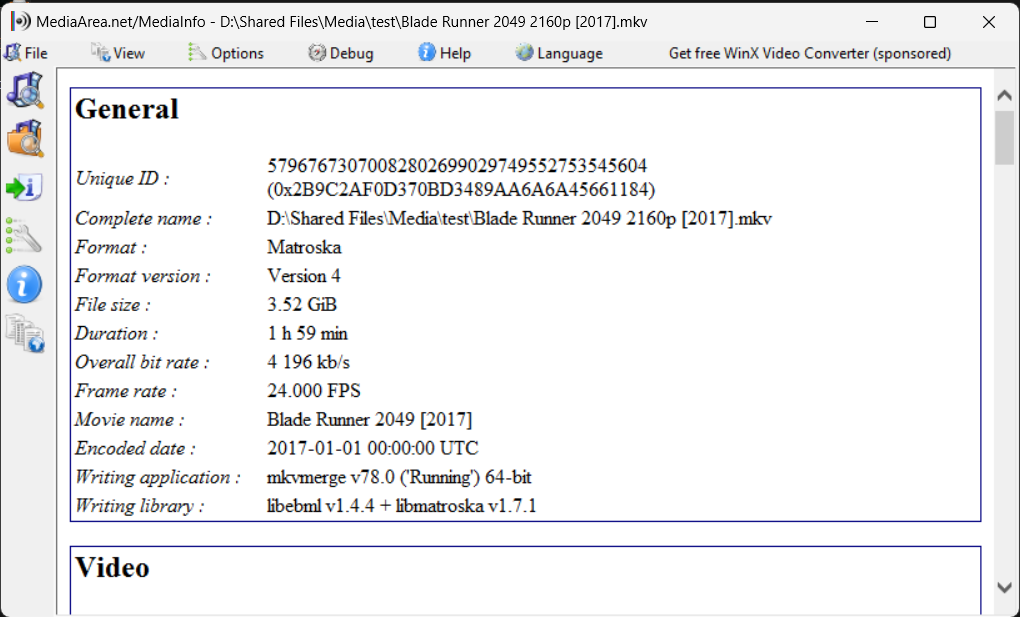 MediaArea.net/MediaInfo - D:\Shared Files\Media\test\Blade Runner 2049 2160p [2017].mkv
File View Options Debug Help Language Get free WinX Video Converter (sponsored)
General
Unique ID : 57967673070082802699029749552753545604
(0x2B9C2AF0D370BD3489AA6A6A45661184)
Complete name : D:\Shared Files\Media\test\Blade Runner 2049 2160p [2017].mkv
Format : Matroska
Format version : Version 4
File size : 3.52 GiB
Duration : 1 h 59 min
Overall bit rate : 4 196 kb/s
Frame rate : 24.000 FPS
Movie name : Blade Runner 2049 [2017]
Encoded date : 2017-01-01 00:00:00 UTC
Writing application : mkvmerge v78.0 ('Running') 64-bit
Writing library : libebml v1.4.4 + libmatroska v1.7.1
Video